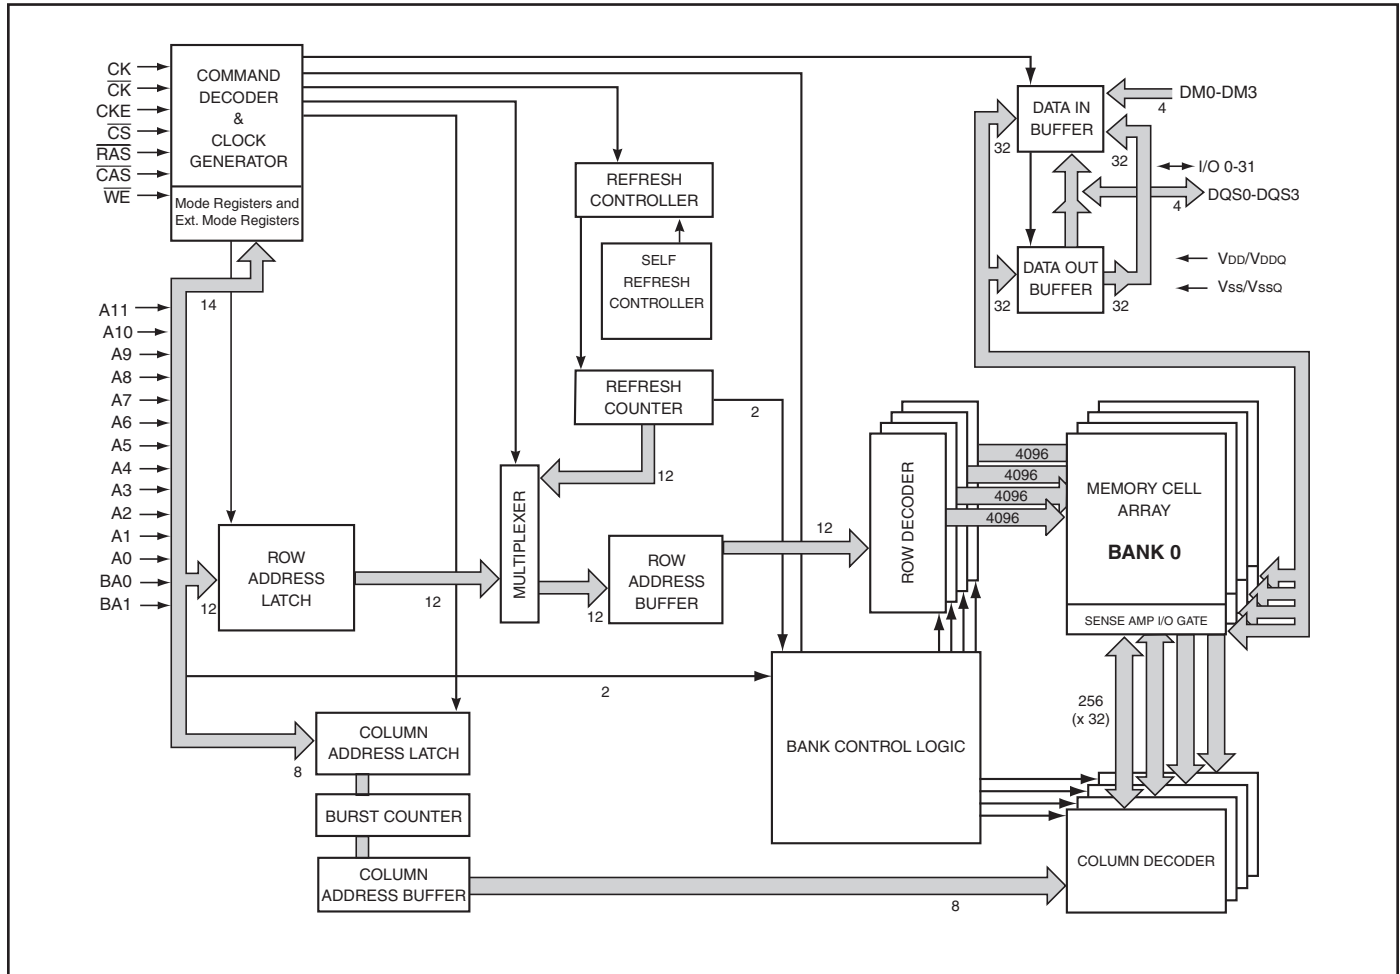 CK
C̅K̅
CKE
C̅S̅
R̅A̅S̅
C̅A̅S̅
W̅E̅
COMMAND
DECODER
&
CLOCK
GENERATOR
Mode Registers and
Ext. Mode Registers
14
A11
A10
A9
A8
A7
A6
A5
A4
A3
A2
A1
A0
BA0
BA1
12
ROW
ADDRESS
LATCH
12
MULTIPLEXER
12
REFRESH
CONTROLLER
SELF
REFRESH
CONTROLLER
REFRESH
COUNTER
2
12
ROW
ADDRESS
BUFFER
12
ROW DECODER
4096
4096
4096
4096
MEMORY CELL
ARRAY
BANK 0
SENSE AMP I/O GATE
DATA IN
BUFFER
DM0-DM3
4
32
32
I/O 0-31
DQS0-DQS3
4
DATA OUT
BUFFER
32
32
VDD/VDDQ
VSS/VSSQ
2
8
COLUMN
ADDRESS LATCH
BURST COUNTER
COLUMN
ADDRESS BUFFER
8
BANK CONTROL LOGIC
256
(x 32)
COLUMN DECODER